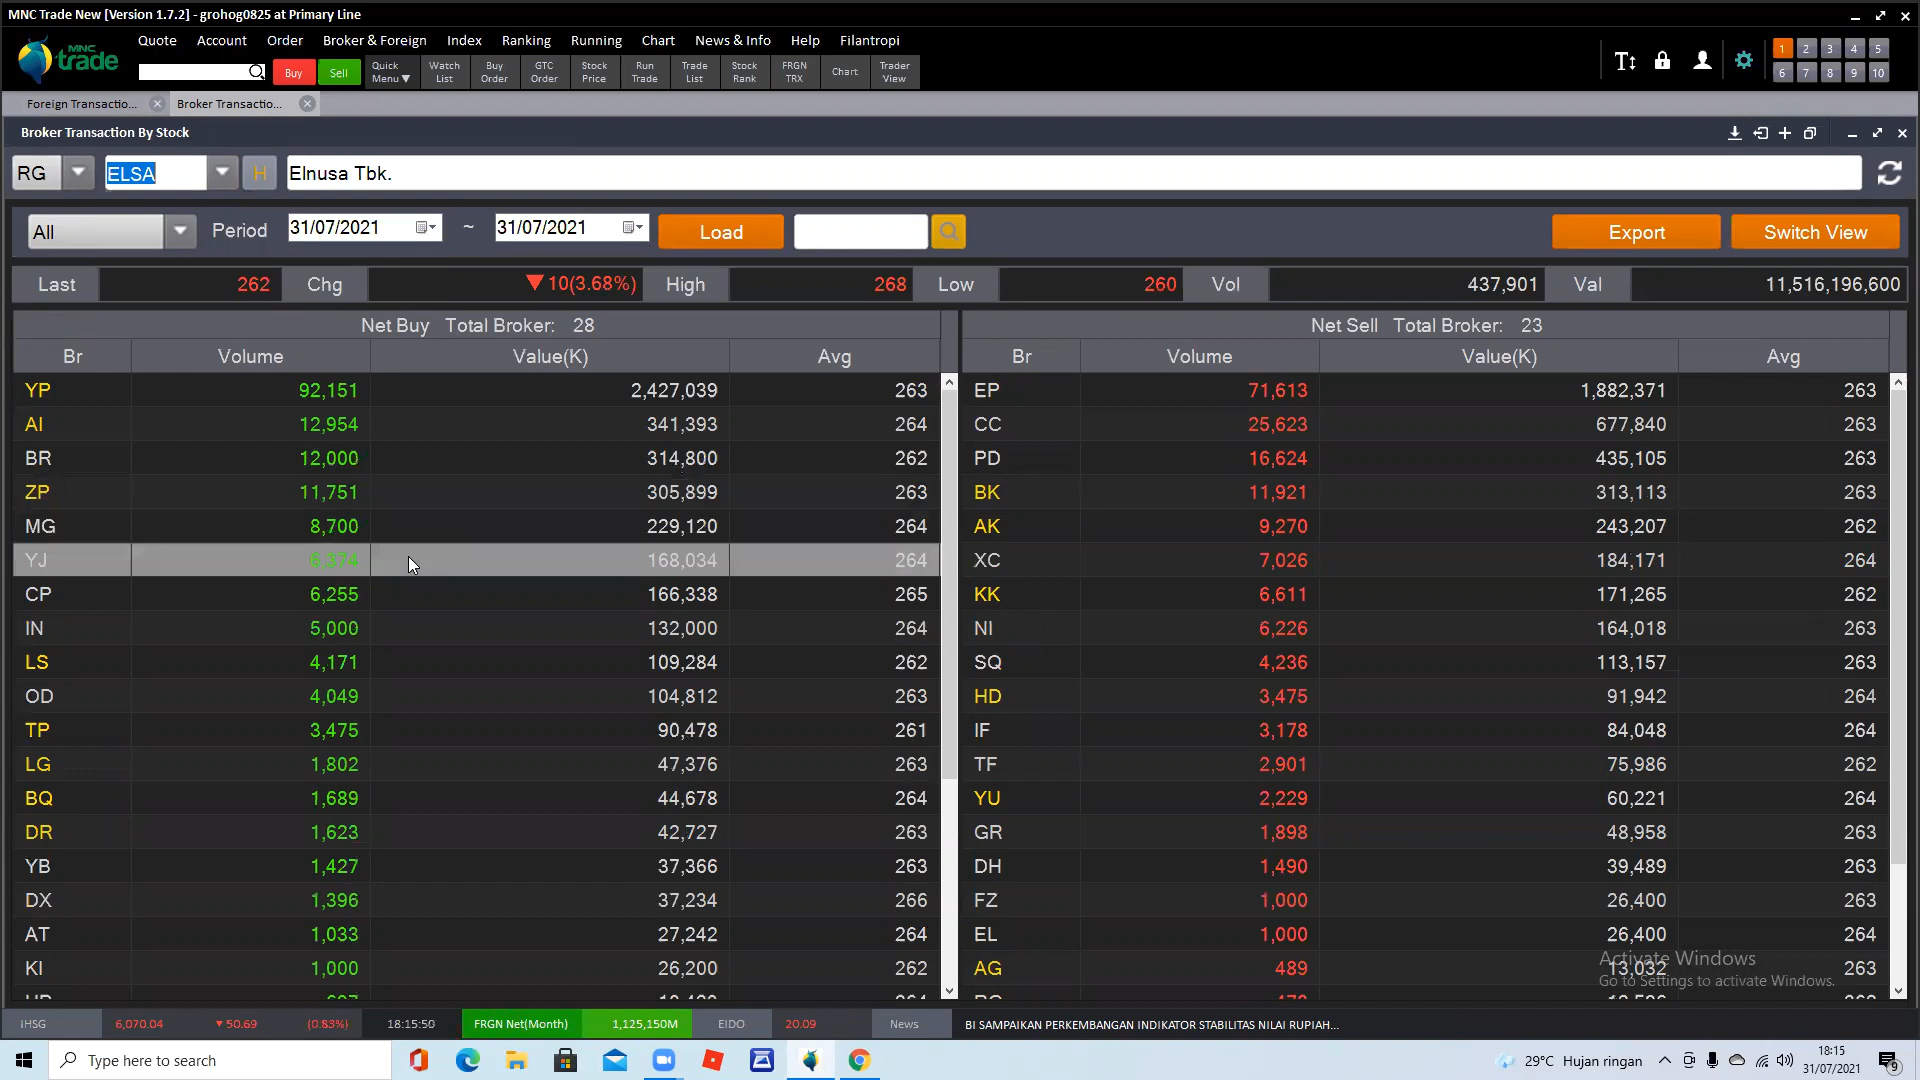 MNC Trade New [Version 1.7.2] - grohog0825 at Primary Line
MNC trade
Quote Account Order Broker & Foreign Index Ranking Running Chart News & Info Help Filantropi
Buy Sell Quick Menu▼ Watch List Buy Order GTC Order Stock Price Run Trade Trade List Stock Rank FRGN TRX Chart Trader View
1 2 3 4 5
6 7 8 9 10
Foreign Transactio... Broker Transactio...
Broker Transaction By Stock
RG ELSA H Elnusa Tbk.
All Period 31/07/2021 ~ 31/07/2021 Load Export Switch View
Last 262 Chg ▼10(3.68%) High 268 Low 260 Vol 437,901 Val 11,516,196,600
Net Buy Total Broker: 28 Net Sell Total Broker: 23
Br Volume Value(K) Avg Br Volume Value(K) Avg
YP 92,151 2,427,039 263 EP 71,613 1,882,371 263
AI 12,954 341,393 264 CC 25,623 677,840 263
BR 12,000 314,800 262 PD 16,624 435,105 263
ZP 11,751 305,899 263 BK 11,921 313,113 263
MG 8,700 229,120 264 AK 9,270 243,207 262
YJ 6,374 168,034 264 XC 7,026 184,171 264
CP 6,255 166,338 265 KK 6,611 171,265 262
IN 5,000 132,000 264 NI 6,226 164,018 263
LS 4,171 109,284 262 SQ 4,236 113,157 263
OD 4,049 104,812 263 HD 3,475 91,942 264
TP 3,475 90,478 261 IF 3,178 84,048 264
LG 1,802 47,376 263 TF 2,901 75,986 262
BQ 1,689 44,678 264 YU 2,229 60,221 264
DR 1,623 42,727 263 GR 1,898 48,958 263
YB 1,427 37,366 263 DH 1,490 39,489 263
DX 1,396 37,234 266 FZ 1,000 26,400 263
AT 1,033 27,242 264 EL 1,000 26,400 264
KI 1,000 26,200 262 AG 489 13,032 263
Activate Windows
Go to Settings to activate Windows.
IHSG 6,070.04 ▼50.69 (0.83%) 18:15:50 FRGN Net(Month) 1,125,150M EIDO 20.09 News BI SAMPAIKAN PERKEMBANGAN INDIKATOR STABILITAS NILAI RUPIAH...
Type here to search 29°C Hujan ringan 18:15
31/07/2021 9